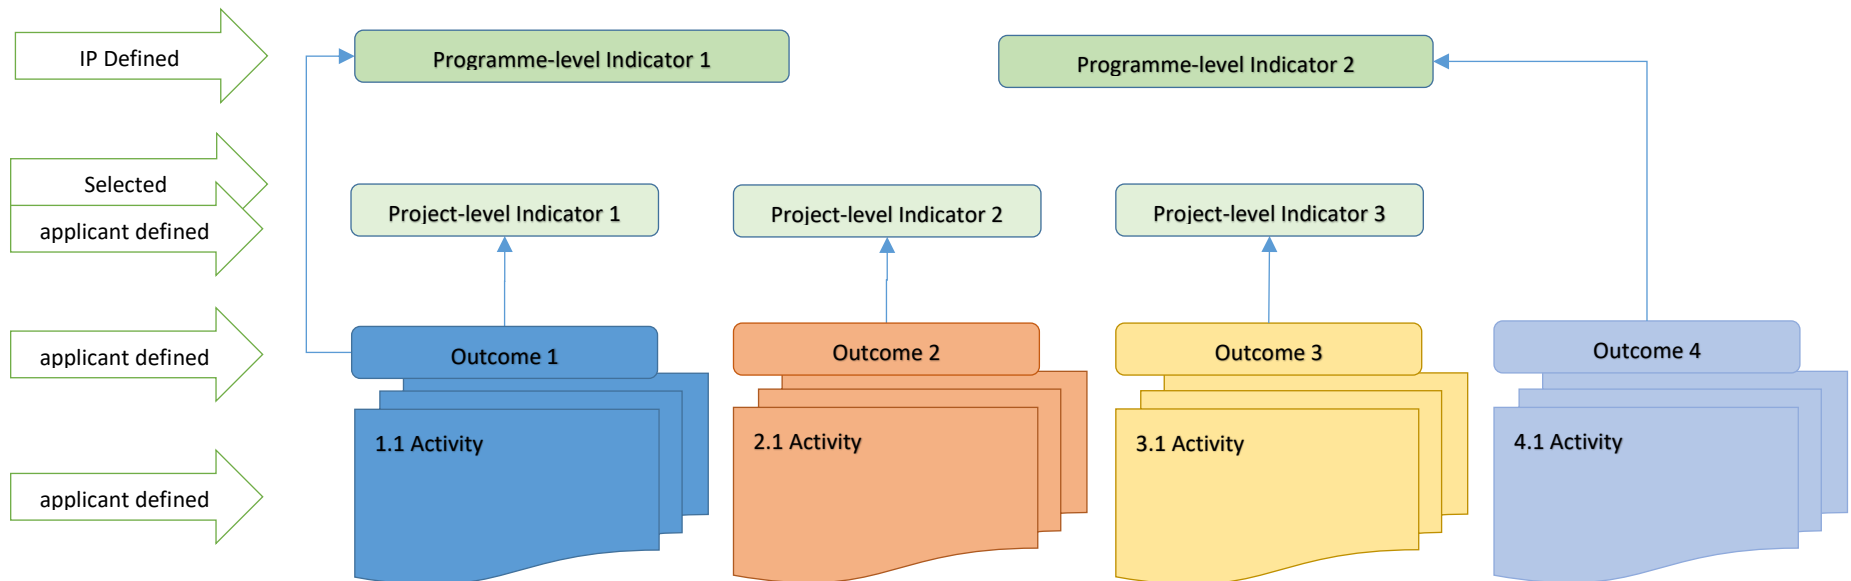 IP Defined
Programme-level Indicator 1
Programme-level Indicator 2
Selected
applicant defined
Project-level Indicator 1
Project-level Indicator 2
Project-level Indicator 3
applicant defined
Outcome 1
Outcome 2
Outcome 3
Outcome 4
1.1 Activity
2.1 Activity
3.1 Activity
4.1 Activity
applicant defined